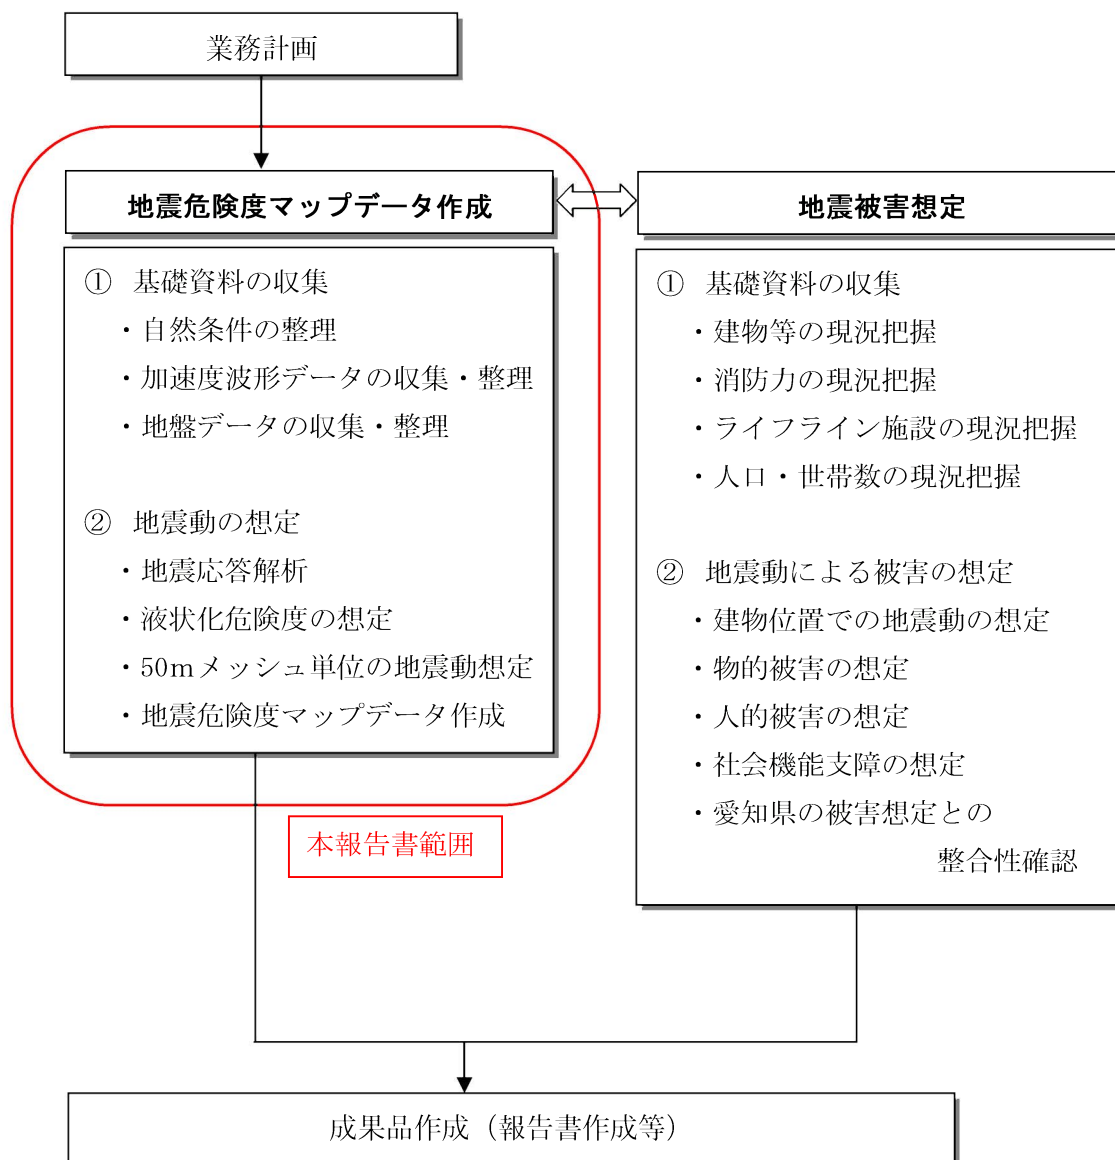 業務計画
地震危険度マップデータ作成
① 基礎資料の収集
・自然条件の整理
・加速度波形データの収集・整理
・地盤データの収集・整理
② 地震動の想定
・地震応答解析
・液状化危険度の想定
・50mメッシュ単位の地震動想定
・地震危険度マップデータ作成
本報告書範囲
地震被害想定
① 基礎資料の収集
・建物等の現況把握
・消防力の現況把握
・ライフライン施設の現況把握
・人口・世帯数の現況把握
② 地震動による被害の想定
・建物位置での地震動の想定
・物的被害の想定
・人的被害の想定
・社会機能支障の想定
・愛知県の被害想定との
整合性確認
成果品作成（報告書作成等）